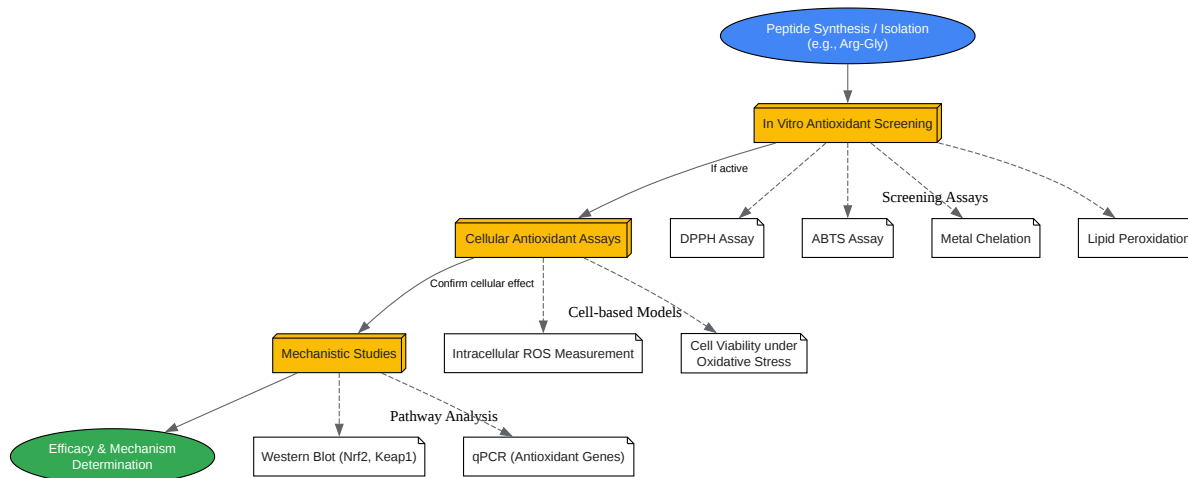 Peptide Synthesis / Isolation
(e.g., Arg-Gly)
In Vitro Antioxidant Screening
If active
Screening Assays
DPPH Assay
ABTS Assay
Metal Chelation
Lipid Peroxidation
Cellular Antioxidant Assays
Confirm cellular effect
Cell-based Models
Intracellular ROS Measurement
Cell Viability under
Oxidative Stress
Mechanistic Studies
Pathway Analysis
Efficacy & Mechanism
Determination
Western Blot (Nrf2, Keap1)
qPCR (Antioxidant Genes)